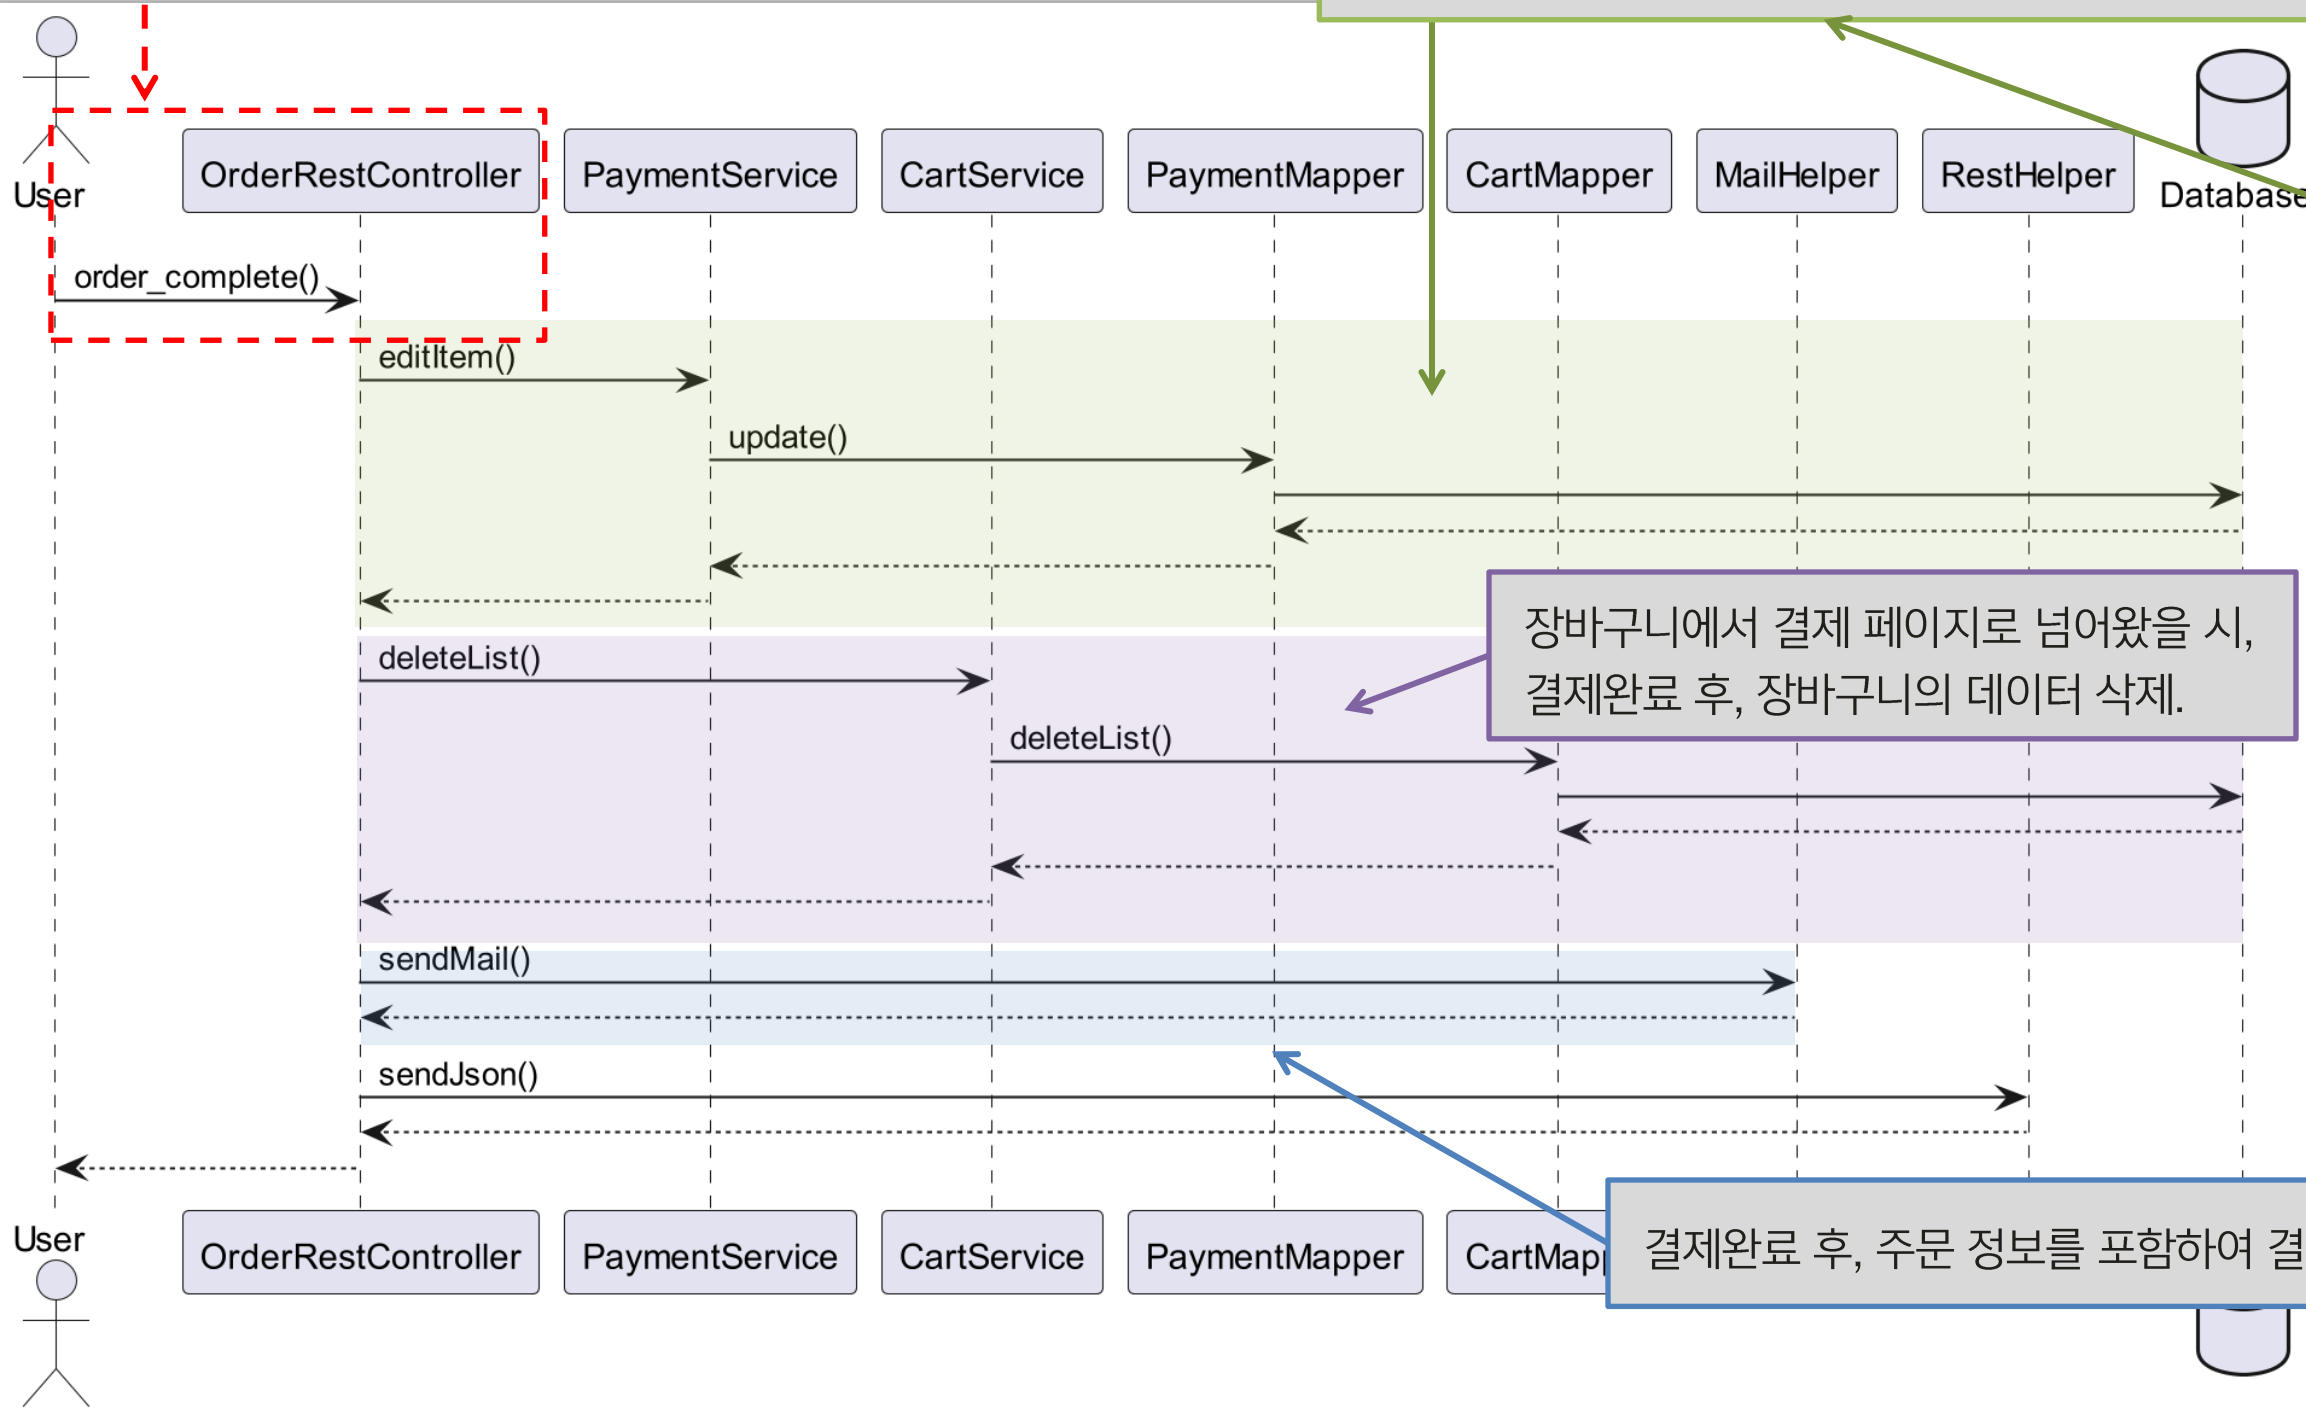 User
OrderRestController
PaymentService
CartService
PaymentMapper
CartMapper
MailHelper
RestHelper
Database
order_complete()
editItem()
update()
장바구니에서 결제 페이지로 넘어왔을 시,
결제완료 후, 장바구니의 데이터 삭제.
deleteList()
deleteList()
sendMail()
sendJson()
결제완료 후, 주문 정보를 포함하여 결
User
OrderRestController
PaymentService
CartService
PaymentMapper
CartMapp